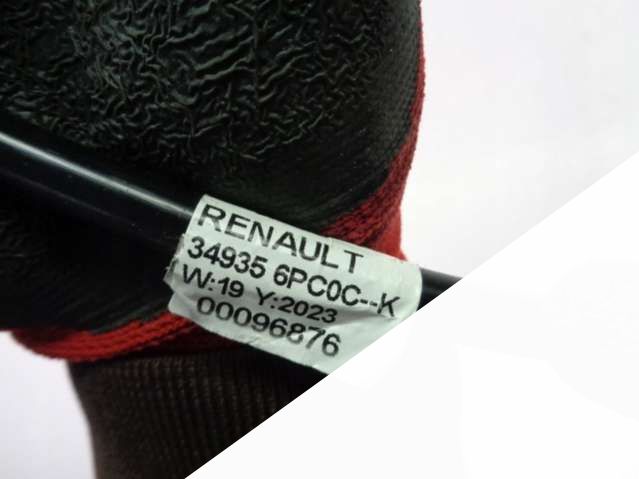 RENAULT
34935 6PC0C--K
W:19 Y:2023
00096876